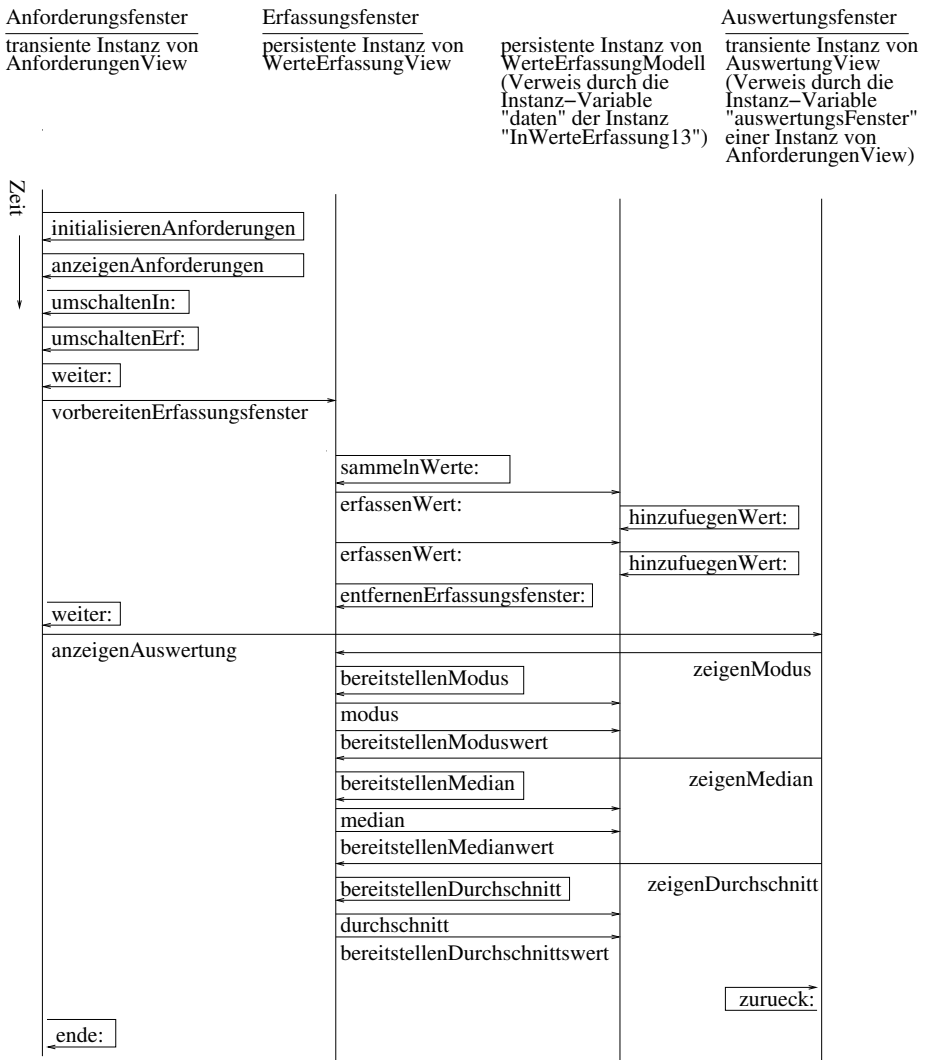 Anforderungsfenster
transiente Instanz von
AnforderungenView
Erfassungsfenster
persistente Instanz von
WerteErfassungView
persistente Instanz von
WerteErfassungModell
(Verweis durch die
Instanz−Variable
"daten" der Instanz
"InWerteErfassung13")
Auswertungsfenster
transiente Instanz von
AuswertungView
(Verweis durch die
Instanz−Variable
"auswertungsFenster"
einer Instanz von
AnforderungenView)
Zeit
initialisierenAnforderungen
anzeigenAnforderungen
umschaltenIn:
umschaltenErf:
weiter:
vorbereitenErfassungsfenster
sammelnWerte:
erfassenWert:
hinzufuegenWert:
erfassenWert:
hinzufuegenWert:
entfernenErfassungsfenster:
weiter:
anzeigenAuswertung
zeigenModus
bereitstellenModus
modus
bereitstellenModuswert
zeigenMedian
bereitstellenMedian
median
bereitstellenMedianwert
zeigenDurchschnitt
bereitstellenDurchschnitt
durchschnitt
bereitstellenDurchschnittswert
zurueck:
ende: